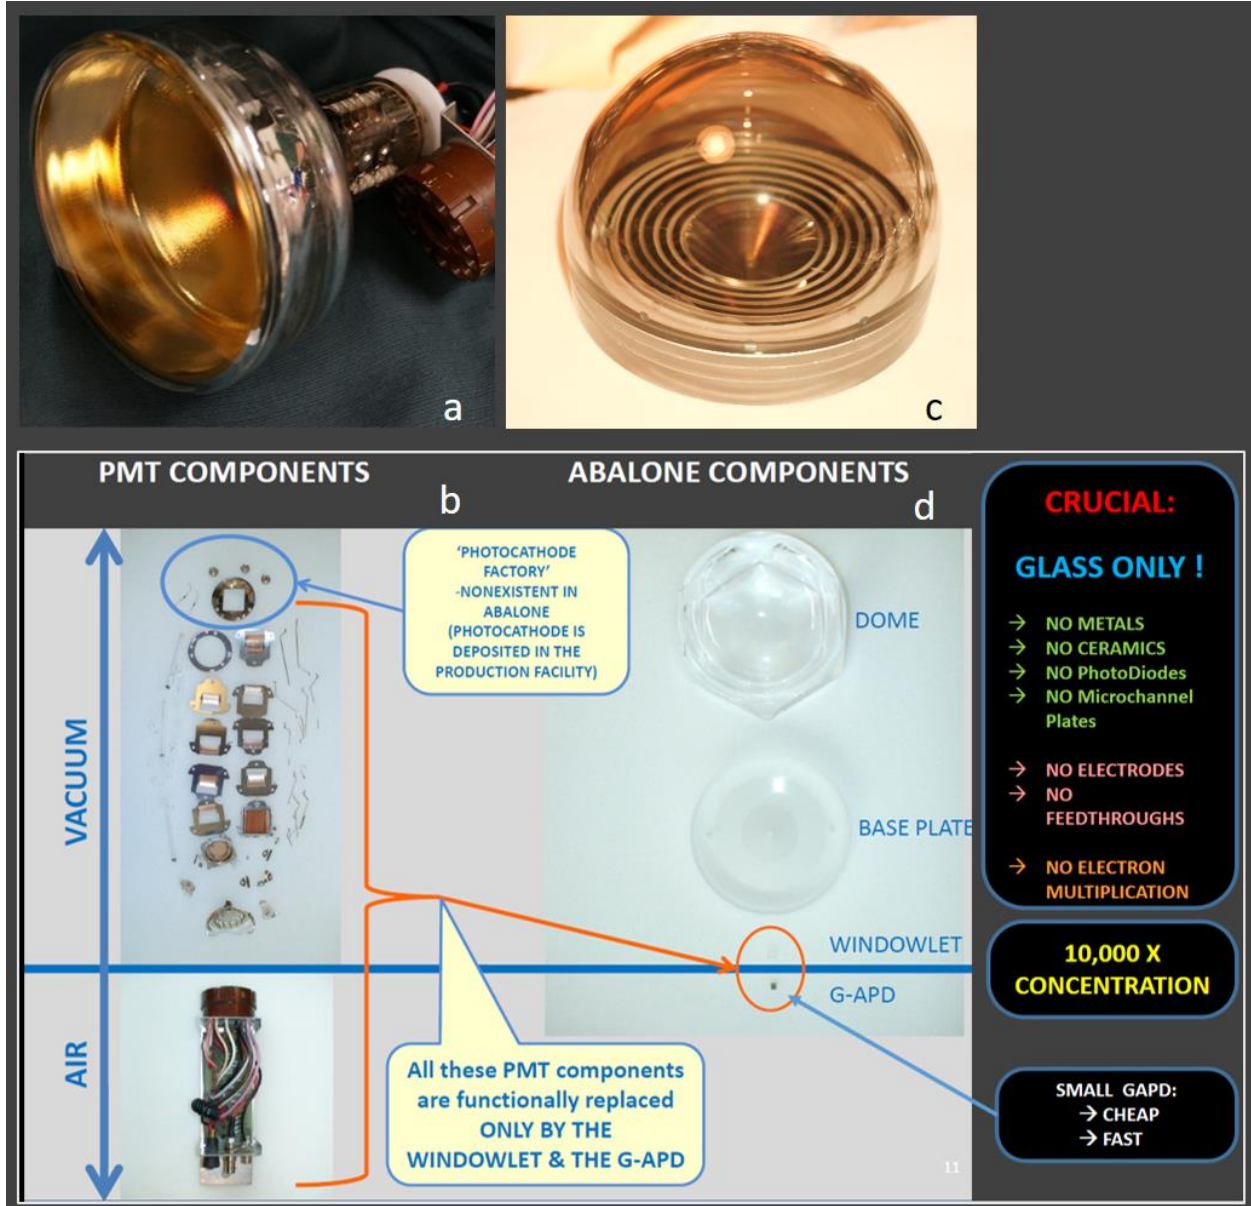 a
c
PMT COMPONENTS
b
ABALONE COMPONENTS
d
'PHOTOCATHODE
FACTORY'
-NONEXISTENT IN
ABALONE
(PHOTOCATHODE IS
DEPOSITED IN THE
PRODUCTION FACILITY)
VACUUM
AIR
DOME
BASE PLATE
WINDOWLET
G-APD
All these PMT components
are functionally replaced
ONLY BY THE
WINDOWLET & THE G-APD
11
CRUCIAL:
GLASS ONLY !
→ NO METALS
→ NO CERAMICS
→ NO PhotoDiodes
→ NO Microchannel
Plates
→ NO ELECTRODES
→ NO
FEEDTHROUGHS
→ NO ELECTRON
MULTIPLICATION
10,000 X
CONCENTRATION
SMALL GAPD:
→ CHEAP
→ FAST